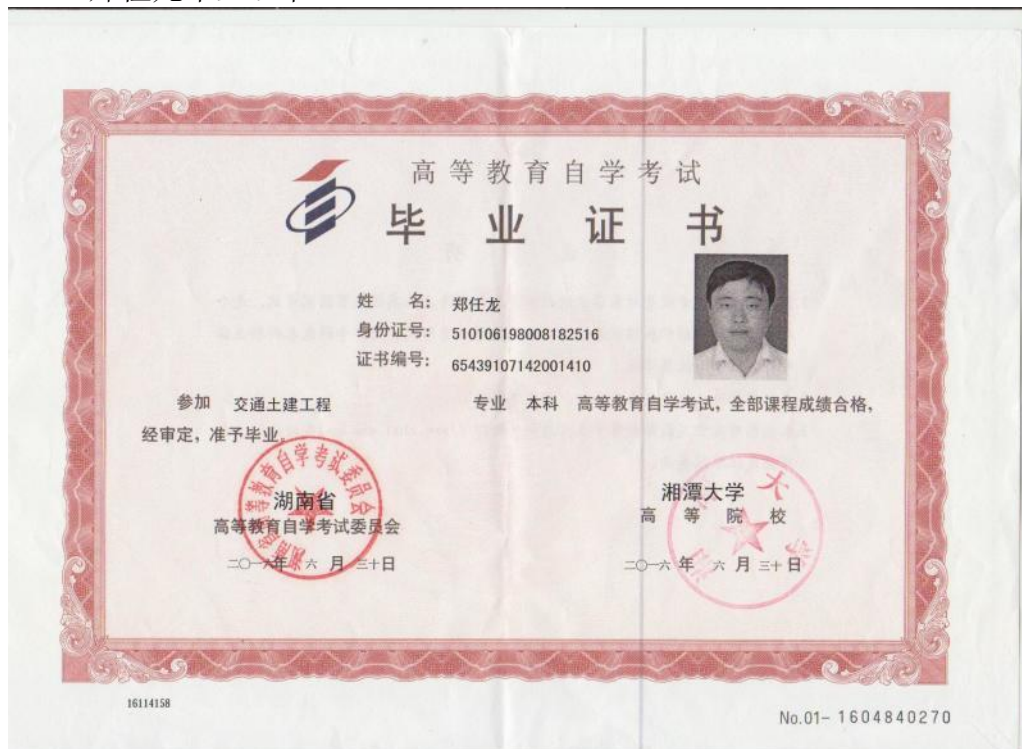 高等教育自学考试
毕业证书
姓名：郑任龙
身份证号：510106198008182516
证书编号：65439107142001410
参加 交通土建工程 专业 本科 高等教育自学考试，全部课程成绩合格，
经审定，准予毕业。
湖南省
高等教育自学考试委员会
二〇一六年 六 月 三十日
湘潭大学
高等院校
二〇一六 年 六 月 三十 日
16114158
No.01- 1604840270